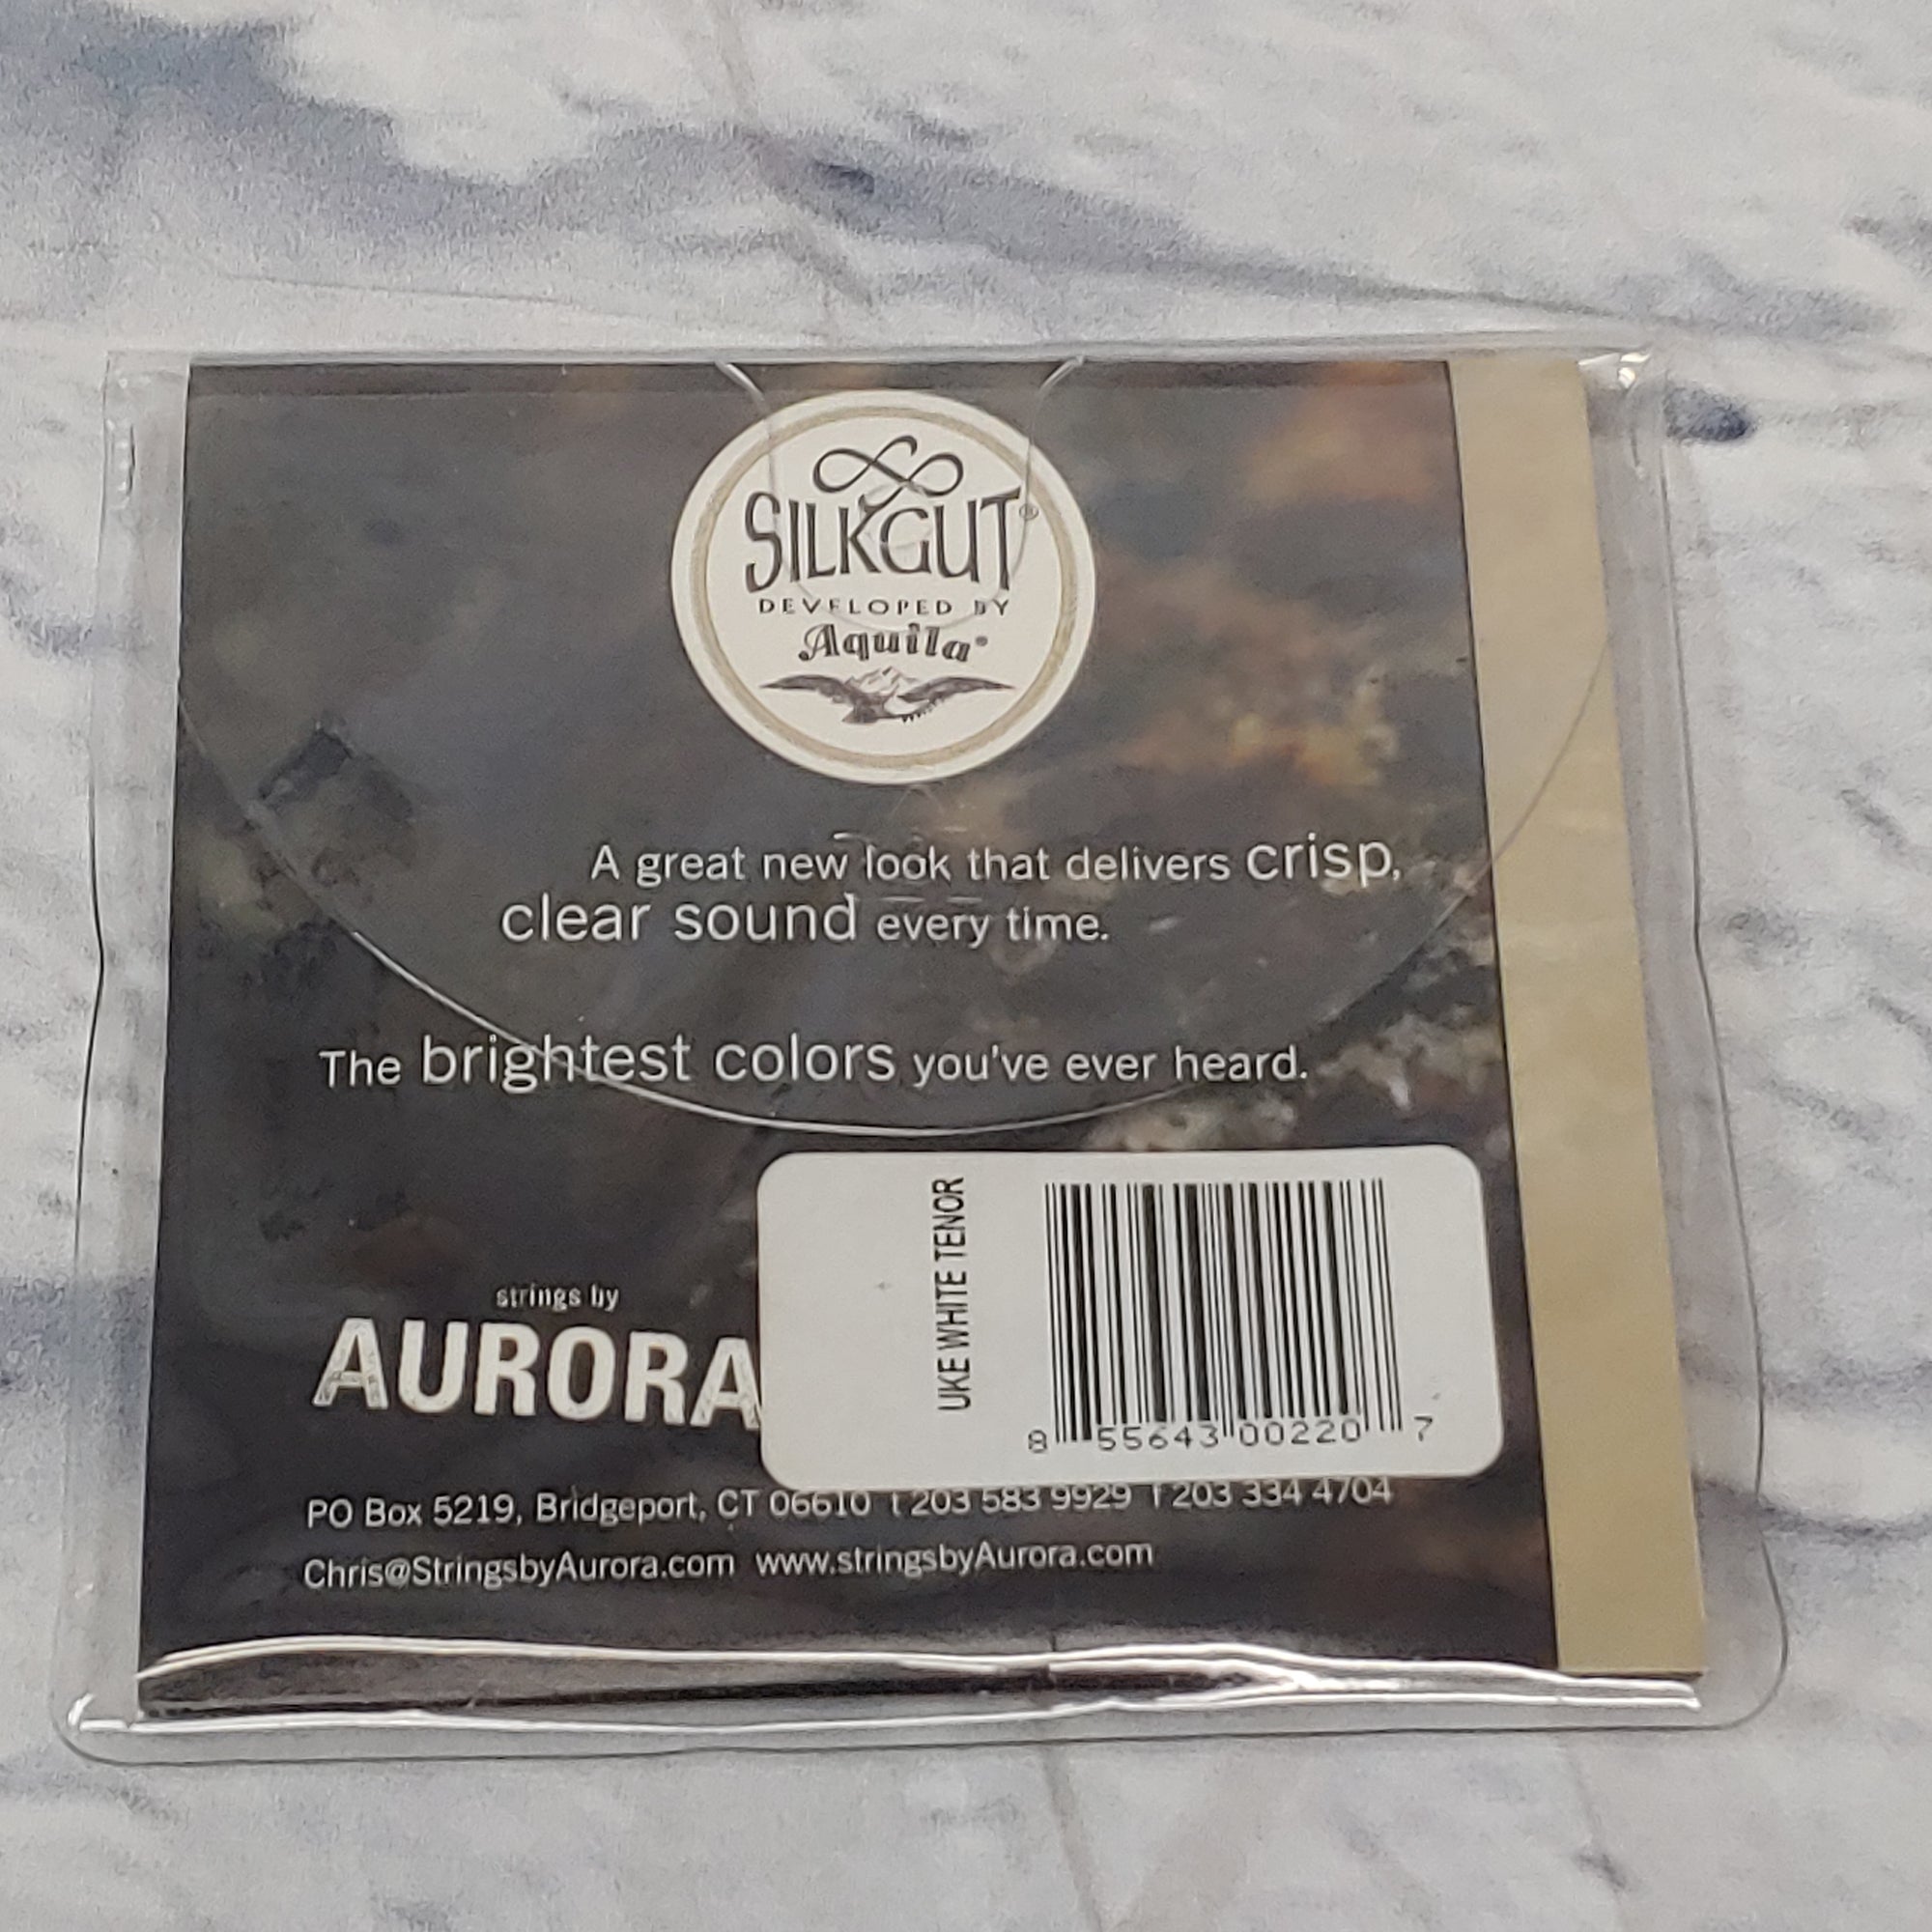 SILKGUT®
DEVELOPED BY
Aquila®
A great new look that delivers crisp,
clear sound every time.
The brightest colors you've ever heard.
strings by
AURORA
UKE WHITE TENOR
8 55643 00220 7
PO Box 5219, Bridgeport, CT 06610 t 203 583 9929 f 203 334 4704
Chris@StringsbyAurora.com www.stringsbyAurora.com